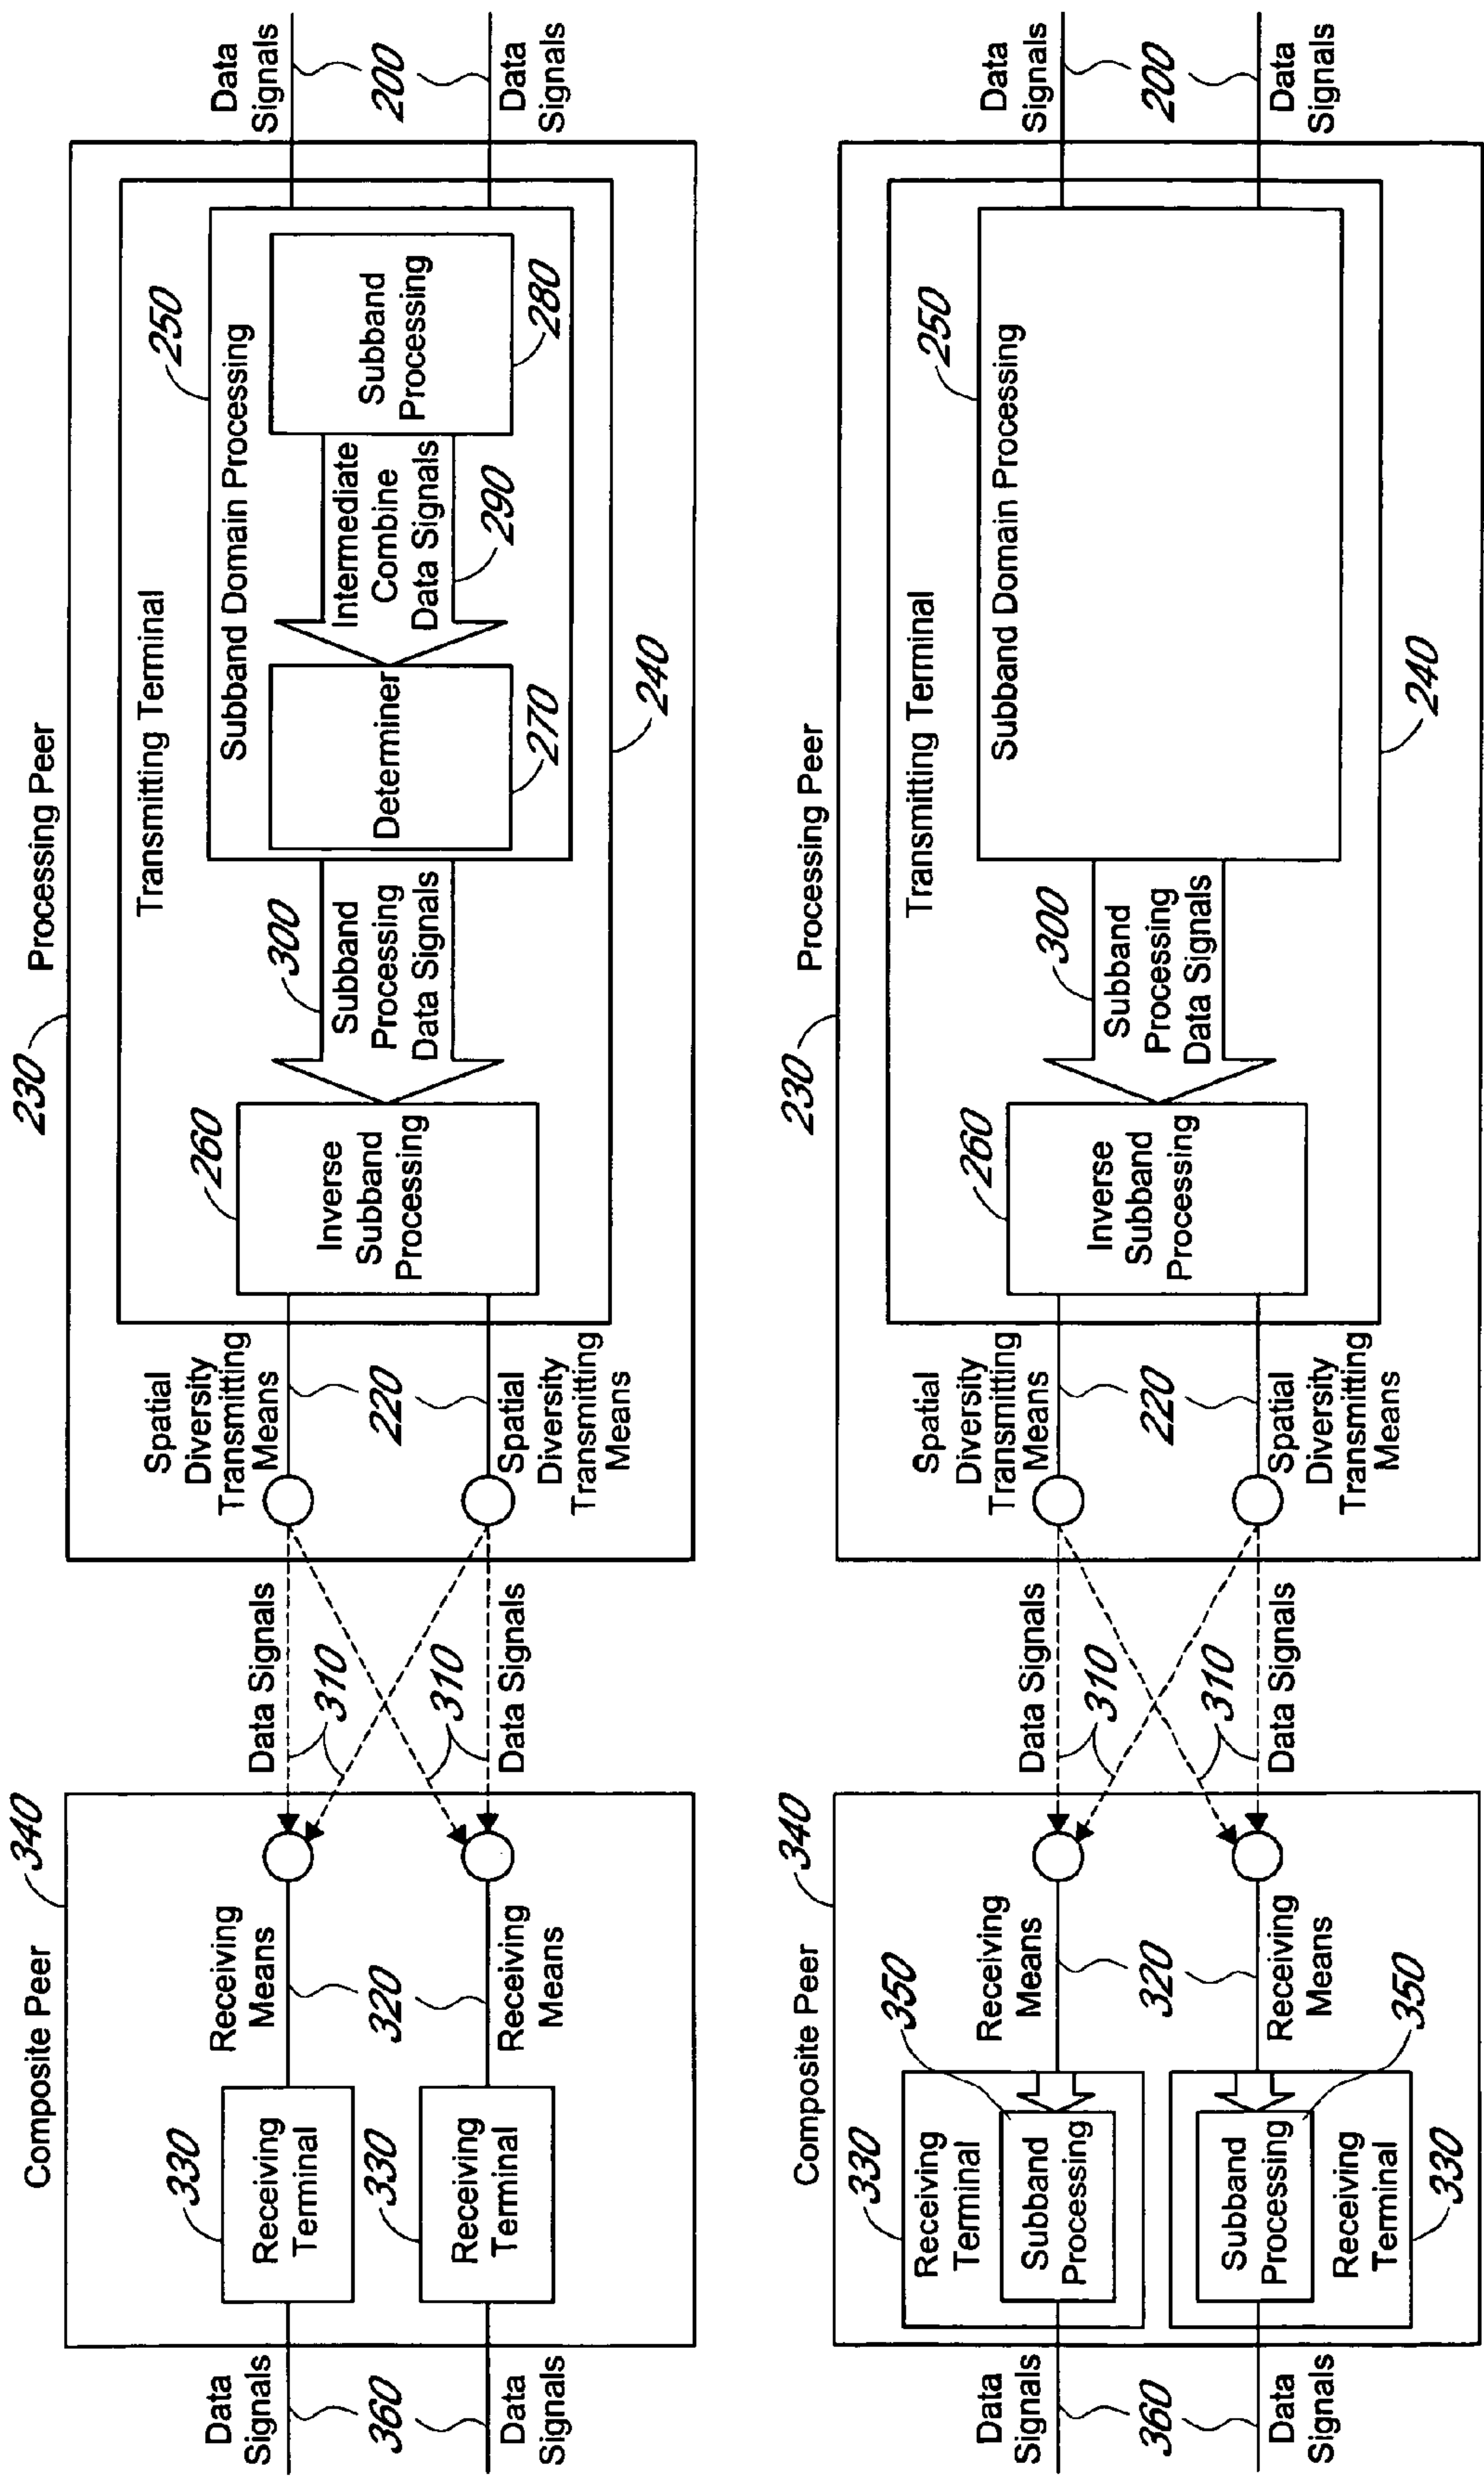 Composite Peer
340
Data
Signals
360
Data
Signals
330
Receiving
Terminal
330
Receiving
Terminal
Receiving
Means
320
Receiving
Means
Data Signals
310
310
Data Signals
230
Processing Peer
Spatial
Diversity
Transmitting
Means
220
Spatial
Diversity
Transmitting
Means
Transmitting Terminal
260
Inverse
Subband
Processing
300
Subband
Processing
Data Signals
250
Subband Domain Processing
Determiner
270
Intermediate
Combine
Data Signals
290
Subband
Processing
280
240
Data
Signals
200
Data
Signals
Composite Peer
340
Data
Signals
360
Data
Signals
330
Receiving
Terminal
Subband
Processing
350
Subband
Processing
Receiving
Terminal
330
350
Receiving
Means
320
Receiving
Means
Data Signals
310
310
Data Signals
230
Processing Peer
Spatial
Diversity
Transmitting
Means
220
Spatial
Diversity
Transmitting
Means
Transmitting Terminal
260
Inverse
Subband
Processing
300
Subband
Processing
Data Signals
250
Subband Domain Processing
240
Data
Signals
200
Data
Signals